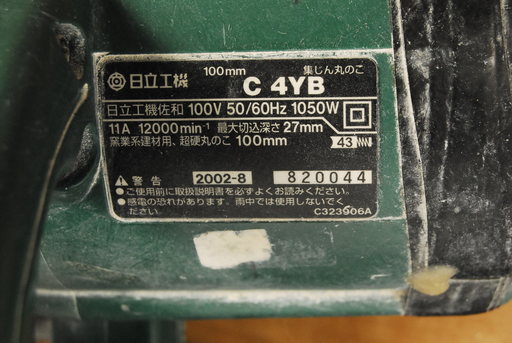 日立工機 100mm 集じん丸のこ C 4YB
日立工機佐和 100V 50/60Hz 1050W
11A 12000min⁻¹ 最大切込深さ 27mm
窯業系建材用、超硬丸のこ 100mm 43
警告 2002-8 820044
●ご使用前に取扱説明書を必ずよくお読みください。
●感電の恐れがあります。雨中では使用しないでく
ださい。 C323906A